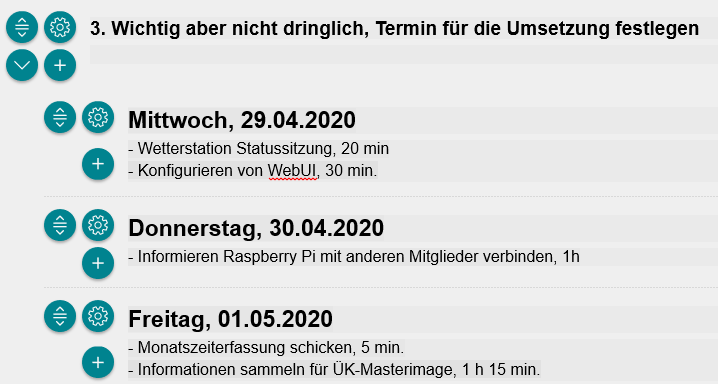 3. Wichtig aber nicht dringlich, Termin für die Umsetzung festlegen
Mittwoch, 29.04.2020
- Wetterstation Statussitzung, 20 min
- Konfigurieren von WebUI, 30 min.
Donnerstag, 30.04.2020
- Informieren Raspberry Pi mit anderen Mitglieder verbinden, 1h
Freitag, 01.05.2020
- Monatszeiterfassung schicken, 5 min.
- Informationen sammeln für ÜK-Masterimage, 1 h 15 min.